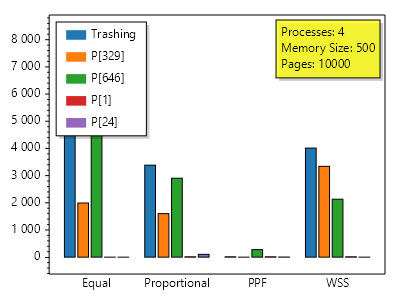 Trashing
P[329]
P[646]
P[1]
P[24]
Processes: 4
Memory Size: 500
Pages: 10000
8 000
7 000
6 000
5 000
4 000
3 000
2 000
1 000
0
Equal
Proportional
PPF
WSS